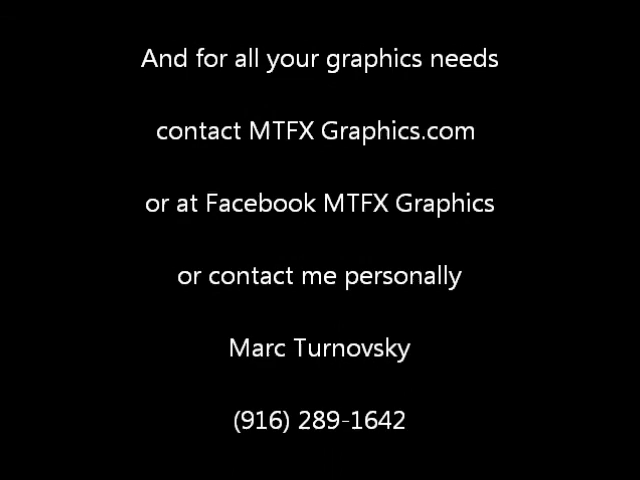 And for all your graphics needs
contact MTFX Graphics.com
or at Facebook MTFX Graphics
or contact me personally
Marc Turnovsky
(916) 289-1642